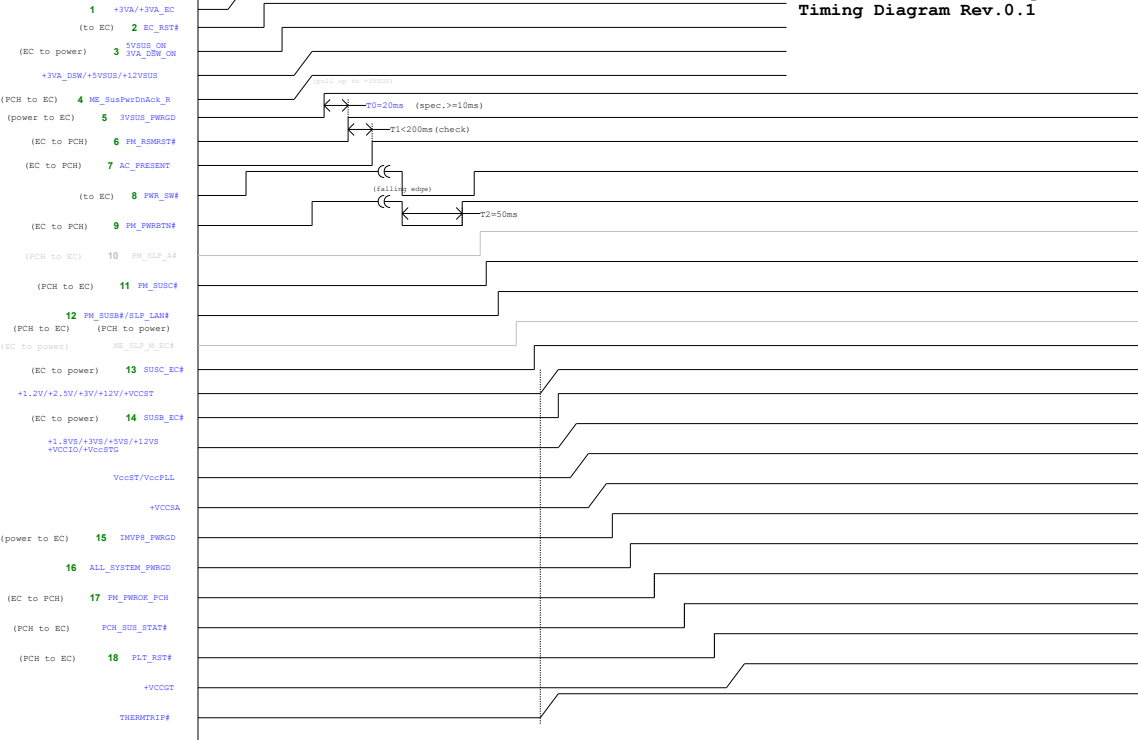 Timing Diagram Rev.0.1
1 +3VA/+3VA_EC
(to EC) 2 EC_RST#
(EC to power) 3 5VSUS_ON
3VA_DSW_ON
+3VA_DSW/+5VSUS/+12VSUS
(pull up to +3VSUS)
(PCH to EC) 4 ME_SusPwrDnAck_R
T0=20ms (spec.>=10ms)
(power to EC) 5 3VSUS_PWRGD
T1<200ms(check)
(EC to PCH) 6 PM_RSMRST#
(EC to PCH) 7 AC_PRESENT
(falling edge)
(to EC) 8 PWR_SW#
T2=50ms
(EC to PCH) 9 PM_PWRBTN#
(PCH to EC) 10 PM_SLP_A#
(PCH to EC) 11 PM_SUSC#
12 PM_SUSB#/SLP_LAN#
(PCH to EC) (PCH to power)
(EC to power) ME_SLP_M_EC#
(EC to power) 13 SUSC_EC#
+1.2V/+2.5V/+3V/+12V/+VCCST
(EC to power) 14 SUSB_EC#
+1.8VS/+3VS/+5VS/+12VS
+VCCIO/+VccSTG
VccST/VccPLL
+VCCSA
(power to EC) 15 IMVP8_PWRGD
16 ALL_SYSTEM_PWRGD
(EC to PCH) 17 PM_PWROK_PCH
(PCH to EC) PCH_SUS_STAT#
(PCH to EC) 18 PLT_RST#
+VCCGT
THERMTRIP#